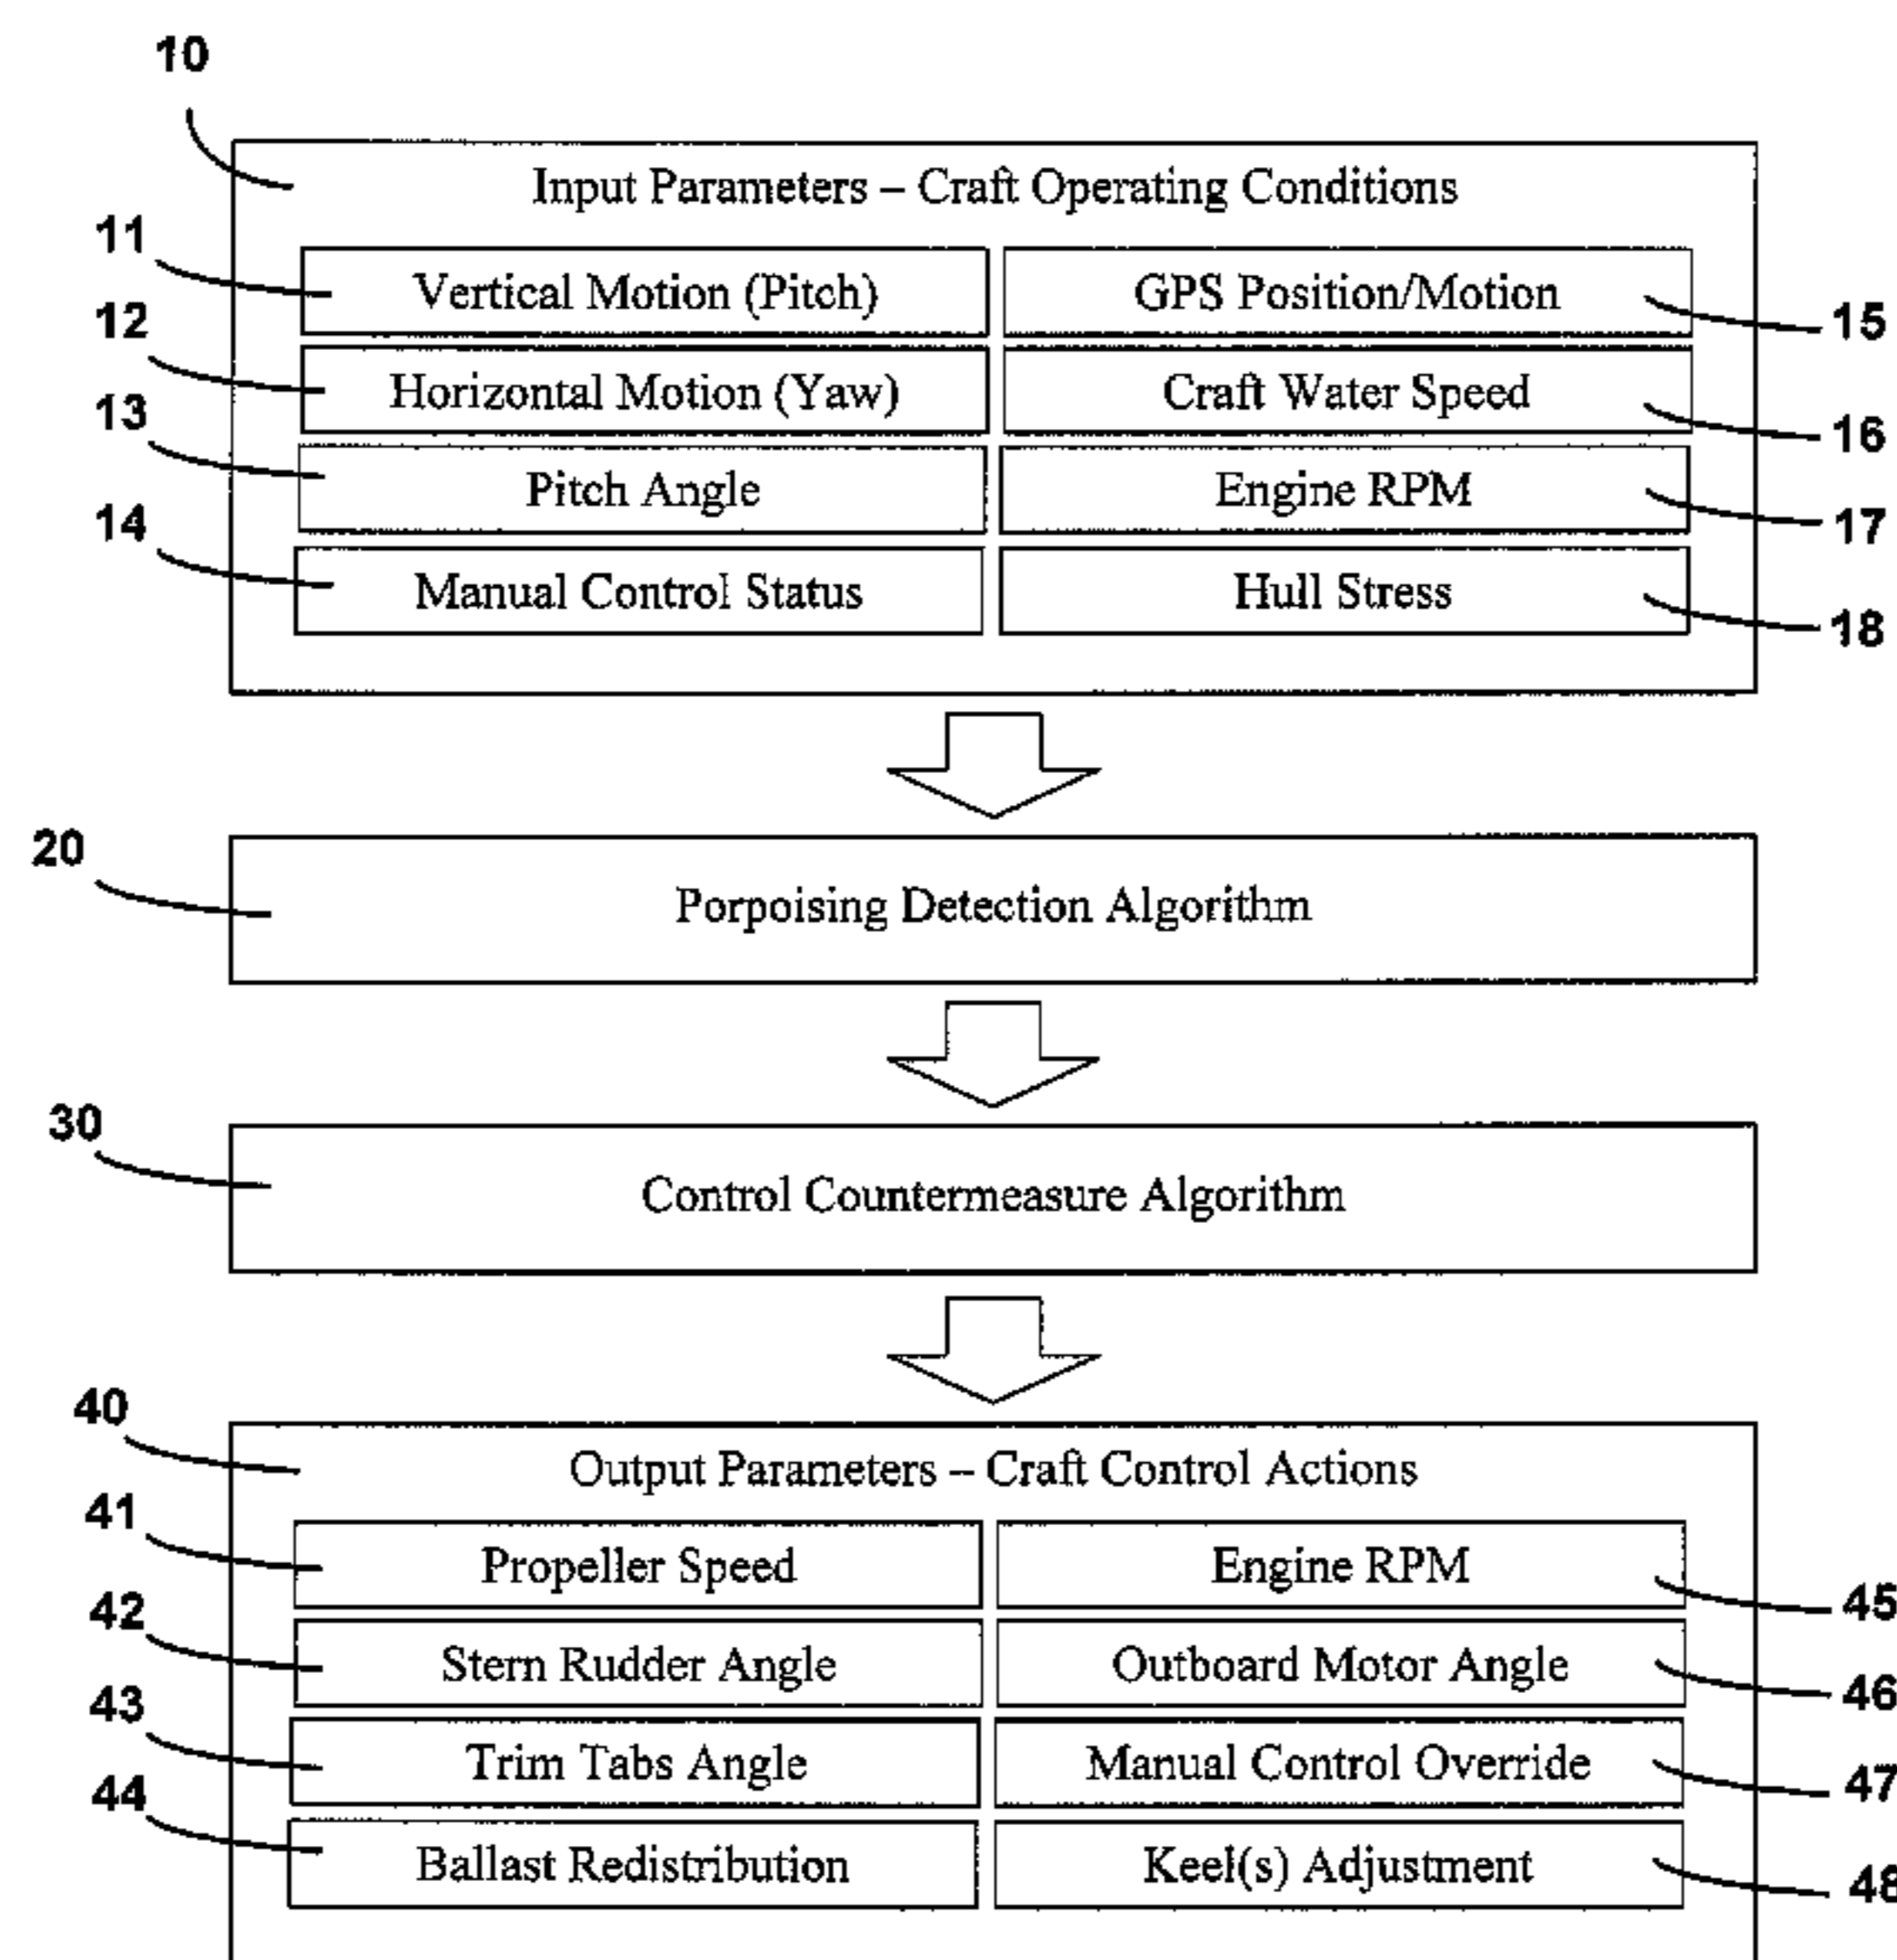 10
Input Parameters – Craft Operating Conditions
11
Vertical Motion (Pitch)
GPS Position/Motion
15
12
Horizontal Motion (Yaw)
Craft Water Speed
16
13
Pitch Angle
Engine RPM
17
14
Manual Control Status
Hull Stress
18
20
Porpoising Detection Algorithm
30
Control Countermeasure Algorithm
40
Output Parameters – Craft Control Actions
41
Propeller Speed
Engine RPM
45
42
Stern Rudder Angle
Outboard Motor Angle
46
43
Trim Tabs Angle
Manual Control Override
47
44
Ballast Redistribution
Keel(s) Adjustment
48